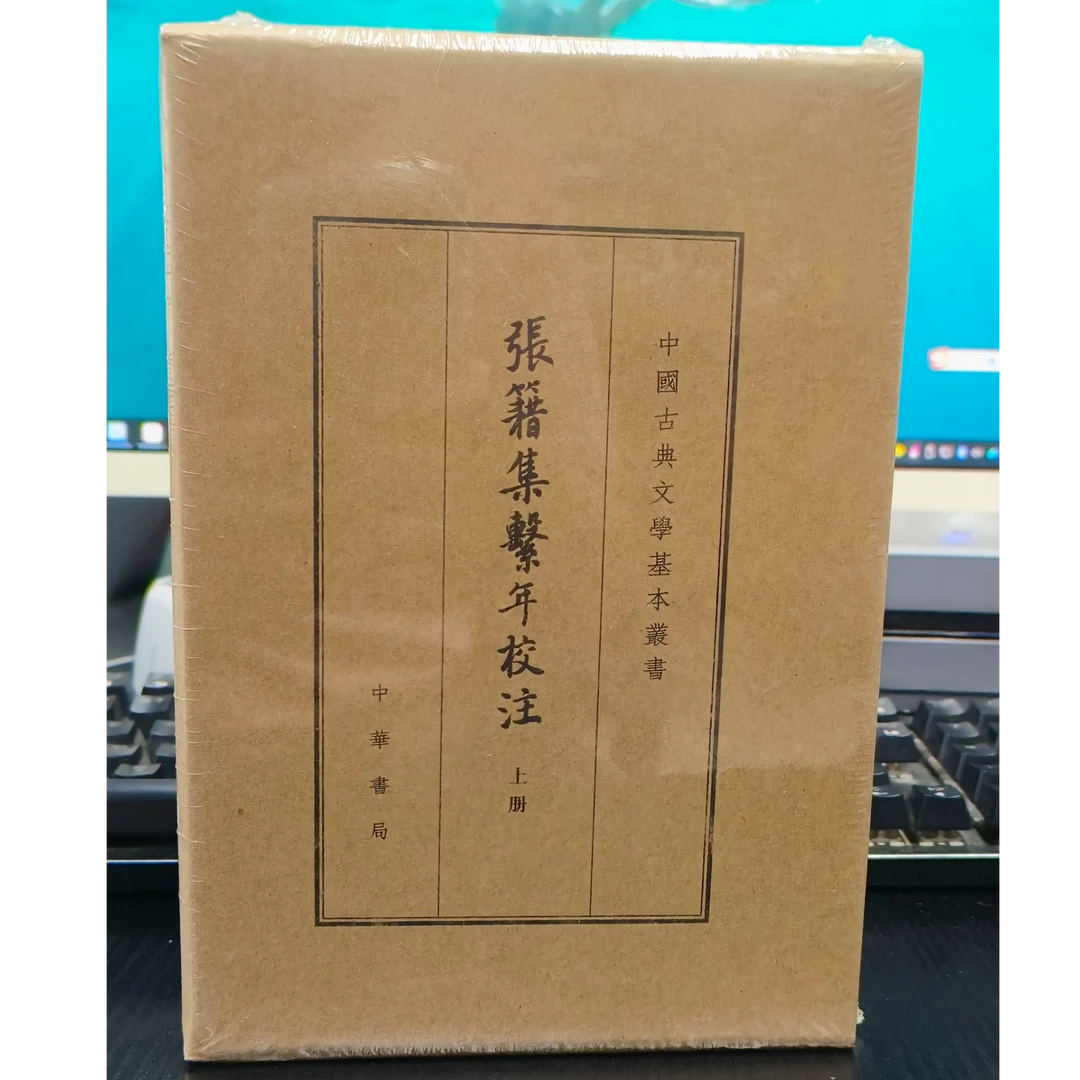 中國古典文學基本叢書
張籍集繫年校注
上册
中華書局